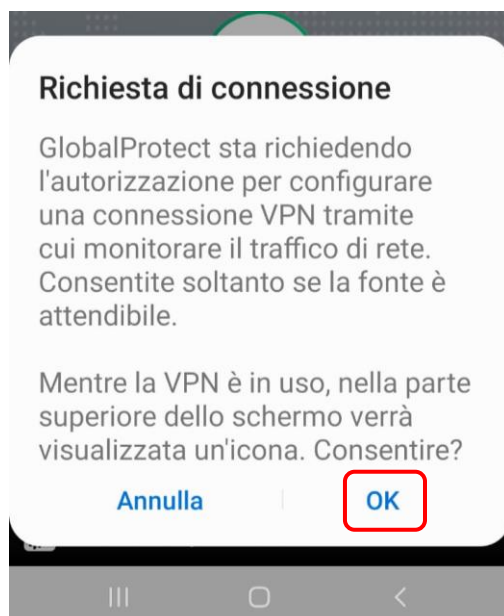 Richiesta di connessione
GlobalProtect sta richiedendo
l'autorizzazione per configurare
una connessione VPN tramite
cui monitorare il traffico di rete.
Consentite soltanto se la fonte è
attendibile.
Mentre la VPN è in uso, nella parte
superiore dello schermo verrà
visualizzata un'icona. Consentire?
Annulla OK